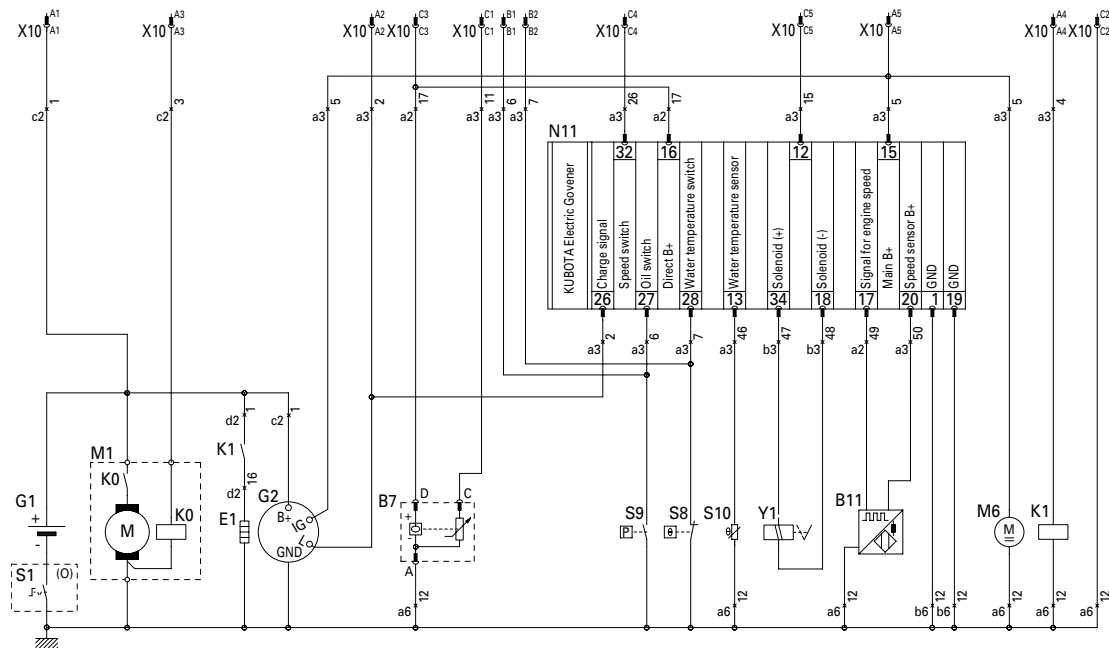 A1 A3 A2 C3 C1 B1 B2 C4 C5 A5 A4 C2
X10 X10 X10 X10 X10 X10 X10 X10 X10 X10
A1 A3 A2 C3 C1 B1 B2 C4 C5 A5 A4 C2
1 3 5 2 17 11 6 7 26 17 15 5 5 4
c2 c2 a3 a3 a2 a3 a3 a3 a3 a2 a3 a3 a3 a3
N11
32 16 12 15
KUBOTA Electric Govener
Charge signal
Speed switch
Oil switch
Direct B+
Water temperature switch
Water temperature sensor
Solenoid (+)
Solenoid (-)
Signal for engine speed
Main B+
Speed sensor B+
GND
GND
26 27 28 13 34 18 17 20 1 19
2 6 7 46 47 48 49 50
a3 a3 a3 a3 b3 b3 a2 a3
1 1
d2 c2
M1 K1
K0 16
d2
G1 G2 B7 D C
+ M K0 E1 B+ IG L + S9 S8 S10 Y1 B11 M6 K1
- GND - P θ θ M
S1 (O) A
12 12 12 12 12 12 12 12
a6 a6 a6 b6 b6 a6 a6 a6